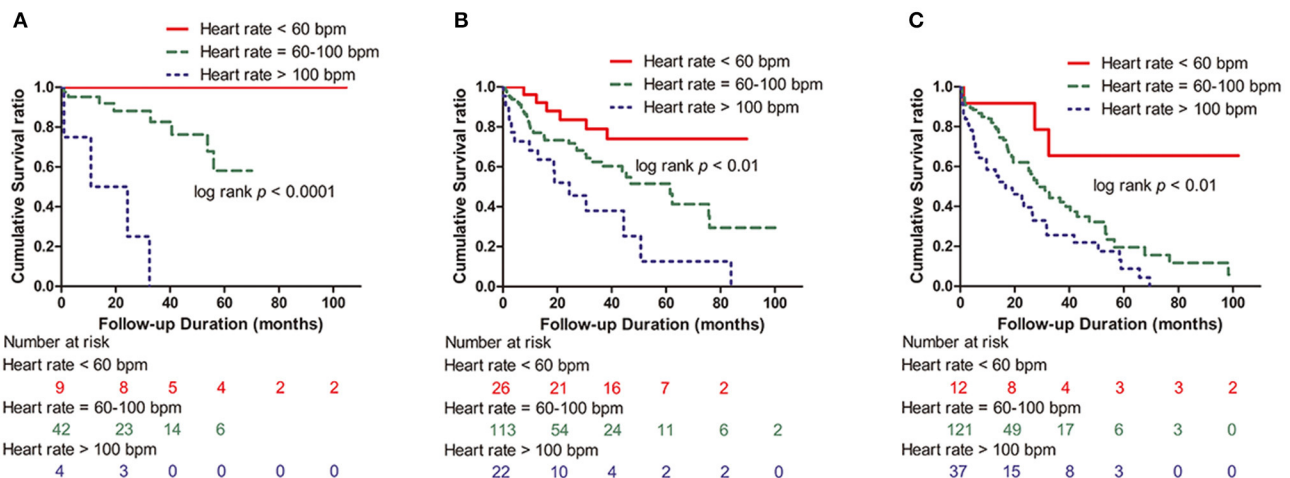 A
Heart rate < 60 bpm
Heart rate = 60-100 bpm
Heart rate > 100 bpm
Cumulative Survival ratio
1.0
0.8
0.6
0.4
0.2
0.0
log rank p < 0.0001
0 20 40 60 80 100
Follow-up Duration (months)
Number at risk
Heart rate < 60 bpm
9 8 5 4 2 2
Heart rate = 60-100 bpm
42 23 14 6
Heart rate > 100 bpm
4 3 0 0 0 0
B
Heart rate < 60 bpm
Heart rate = 60-100 bpm
Heart rate > 100 bpm
Cumulative Survival ratio
1.0
0.8
0.6
0.4
0.2
0.0
log rank p < 0.01
0 20 40 60 80 100
Follow-up Duration (months)
Number at risk
Heart rate < 60 bpm
26 21 16 7 2
Heart rate = 60-100 bpm
113 54 24 11 6 2
Heart rate > 100 bpm
22 10 4 2 2 0
C
Heart rate < 60 bpm
Heart rate = 60-100 bpm
Heart rate > 100 bpm
Cumulative Survival ratio
1.0
0.8
0.6
0.4
0.2
0.0
log rank p < 0.01
0 20 40 60 80 100
Follow-up Duration (months)
Number at risk
Heart rate < 60 bpm
12 8 4 3 3 2
Heart rate = 60-100 bpm
121 49 17 6 3 0
Heart rate > 100 bpm
37 15 8 3 0 0